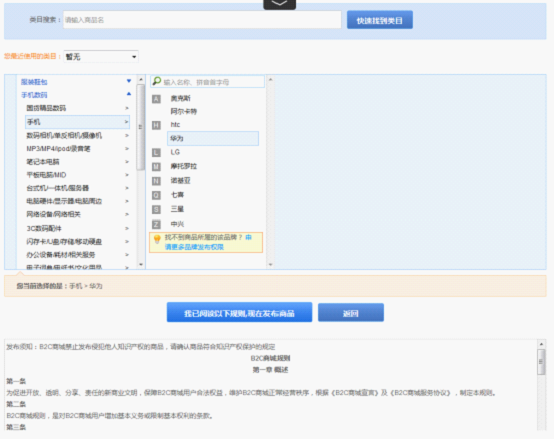 类目搜索：
请输入商品名
快速找到类目
您最近使用的类目：
暂无
服装鞋包
手机数码
国货精品数码
手机
数码相机/单反相机/摄像机
MP3/MP4/ipod/录音笔
笔记本电脑
平板电脑/MID
台式机/一体机/服务器
电脑硬件/显示器/电脑周边
网络设备/网络相关
3C数码配件
闪存卡/U盘/存储/移动硬盘
办公设备/耗材/相关服务
电子词典/电纸书/文化用品
输入名称、拼音首字母
A 奥克斯
阿尔卡特
H htc
华为
L LG
M 摩托罗拉
N 诺基亚
Q 七喜
S 三星
Z 中兴
找不到商品所属的该品牌？申
请更多品牌发布权限
您当前选择的是：手机 > 华为
我已阅读以下规则,现在发布商品
返回
发布须知：B2C商城禁止发布侵犯他人知识产权的商品，请确认商品符合知识产权保护的规定
B2C商城规则
第一章 概述
第一条
为促进开放、透明、分享、责任的新商业文明，保障B2C商城用户合法权益，维护B2C商城正常经营秩序，根据《B2C商城宣言》及《B2C商城服务协议》，制定本规则。
第二条
B2C商城规则，是对B2C商城用户增加基本义务或限制基本权利的条款。
第三条